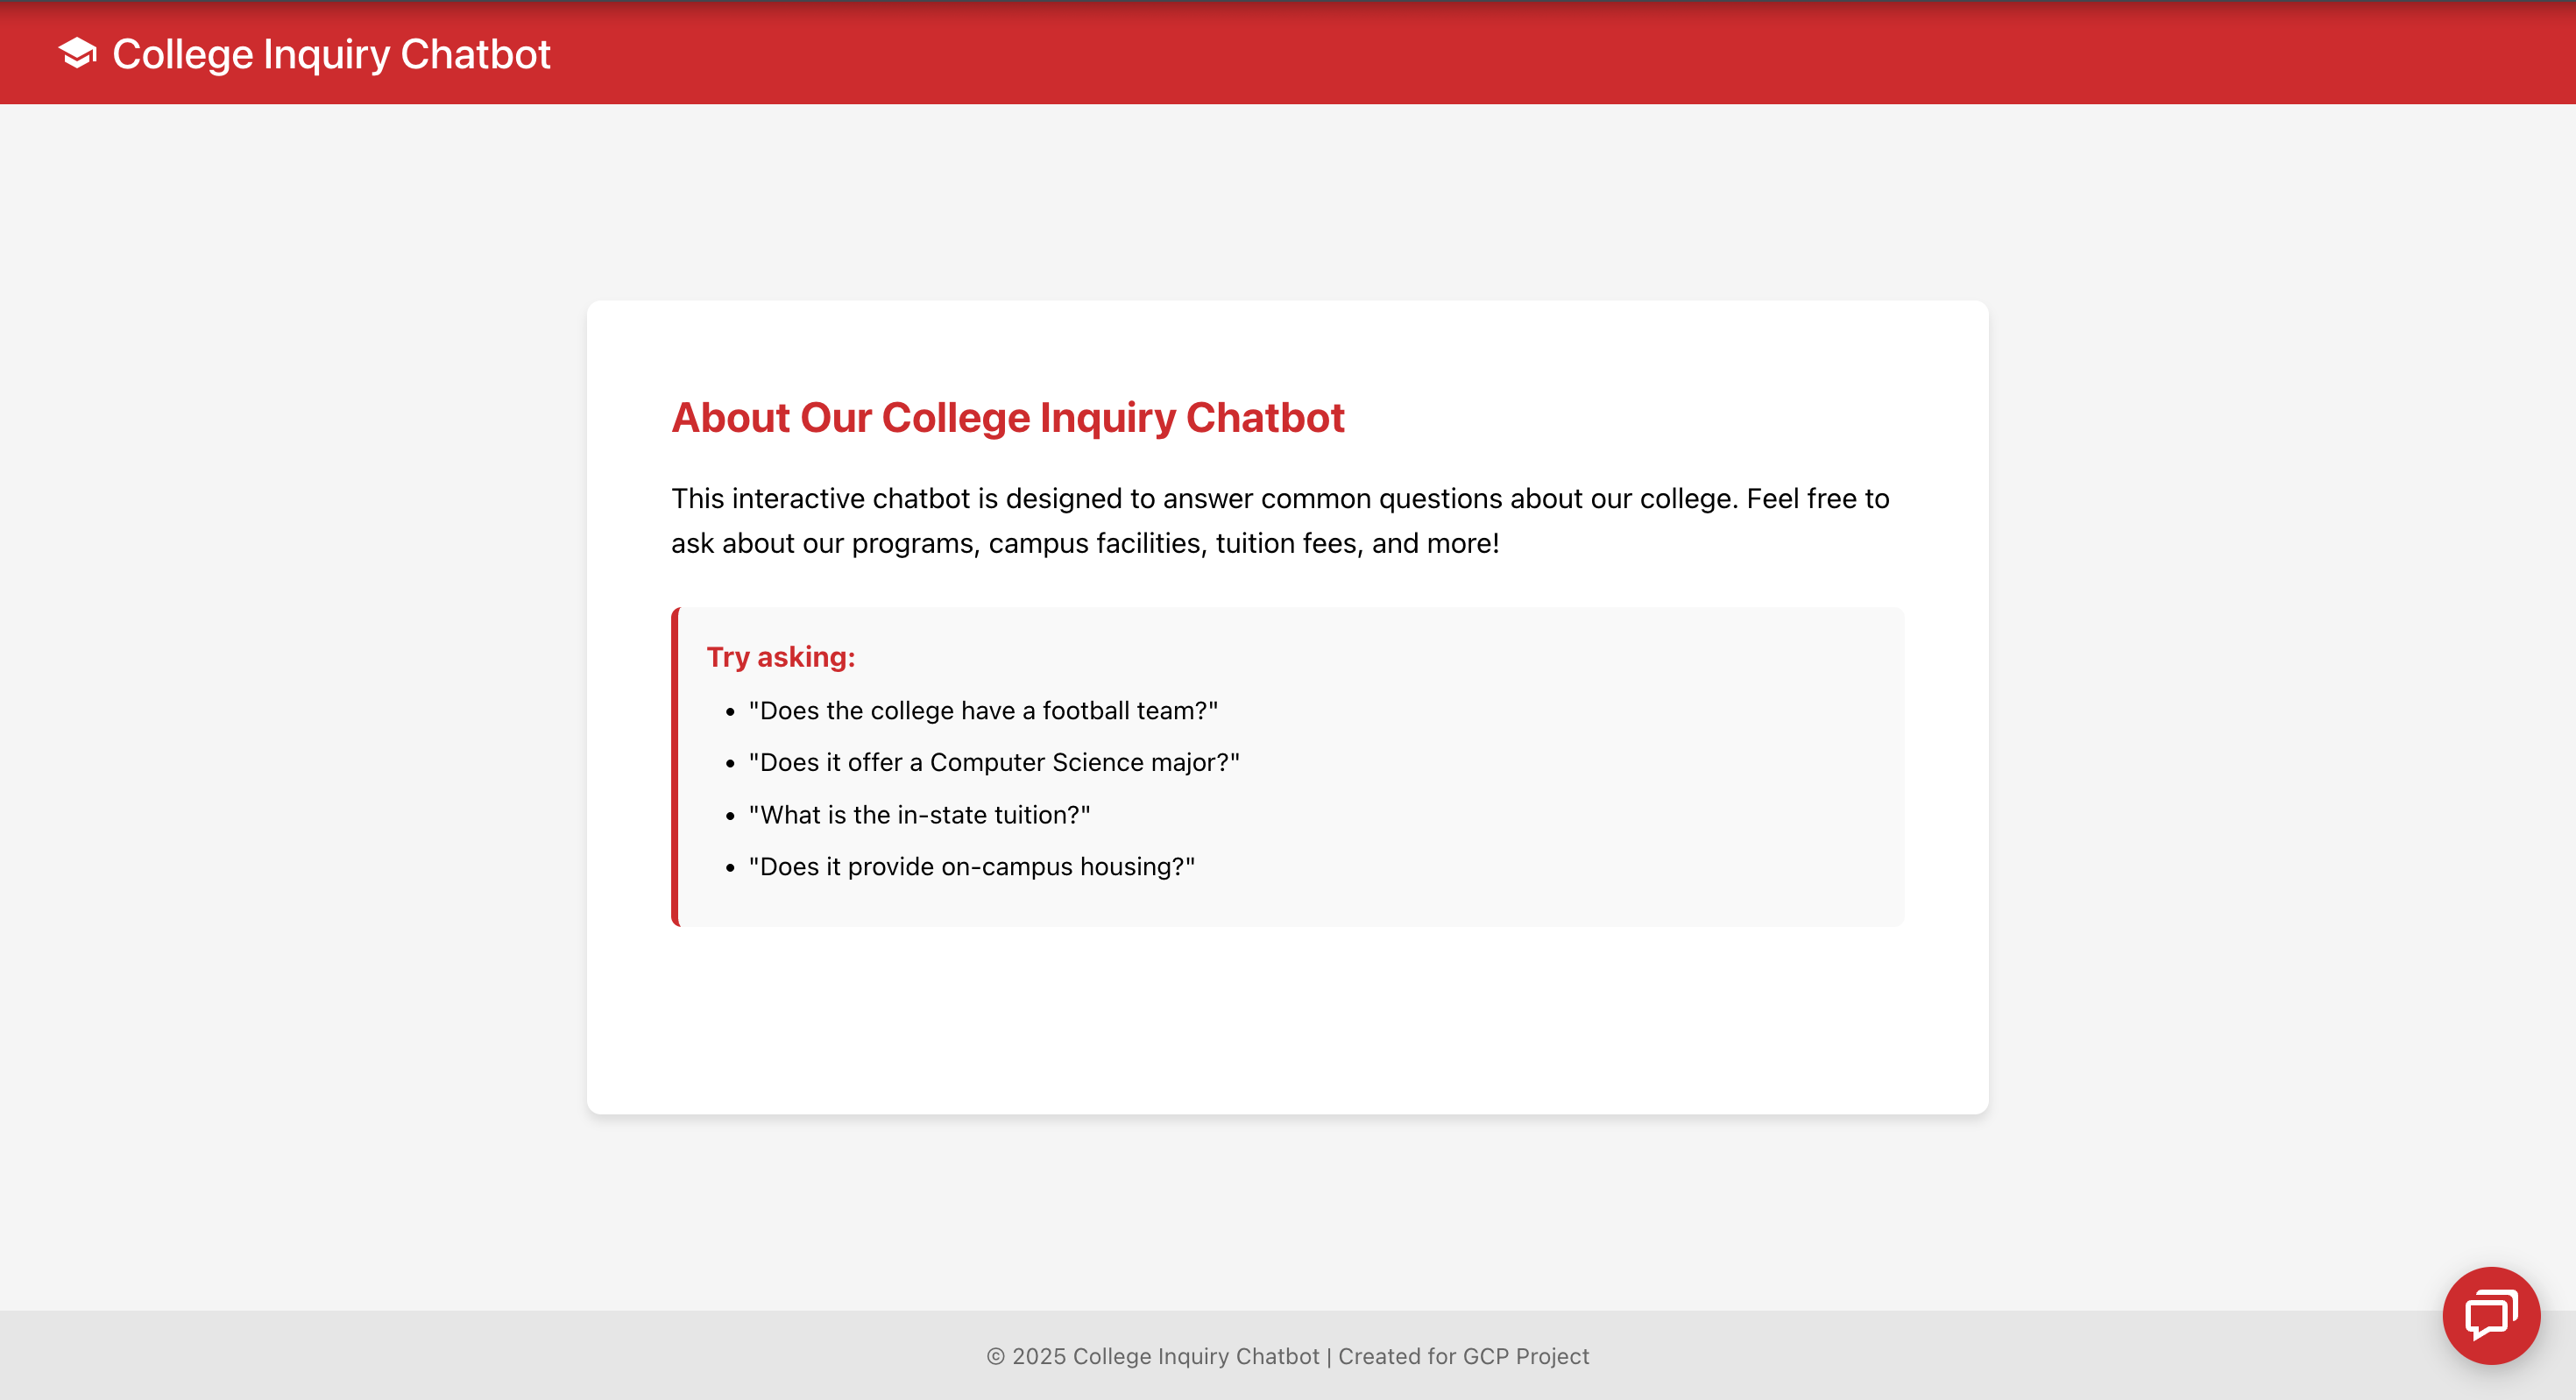 College Inquiry Chatbot
About Our College Inquiry Chatbot
This interactive chatbot is designed to answer common questions about our college. Feel free to
ask about our programs, campus facilities, tuition fees, and more!
Try asking:
• "Does the college have a football team?"
• "Does it offer a Computer Science major?"
• "What is the in-state tuition?"
• "Does it provide on-campus housing?"
© 2025 College Inquiry Chatbot | Created for GCP Project